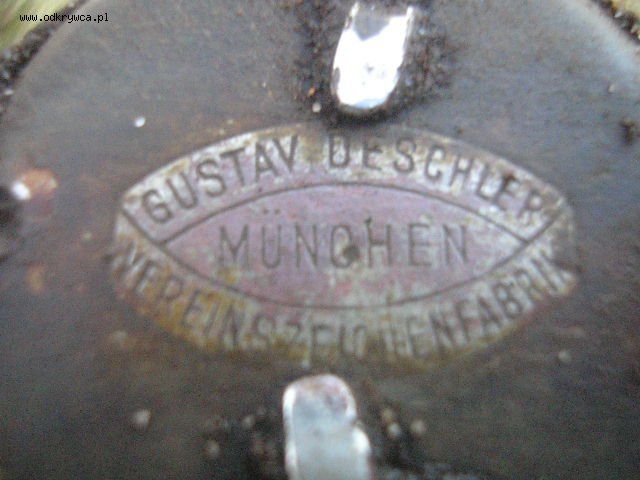 www.odkrywca.pl
GUSTAV DESCHLER
MÜNCHEN
VEREINSZEICHENFABRIK